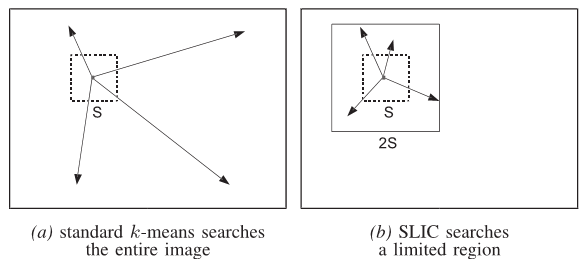 S
S
2S
(a) standard k-means searches
the entire image
(b) SLIC searches
a limited region